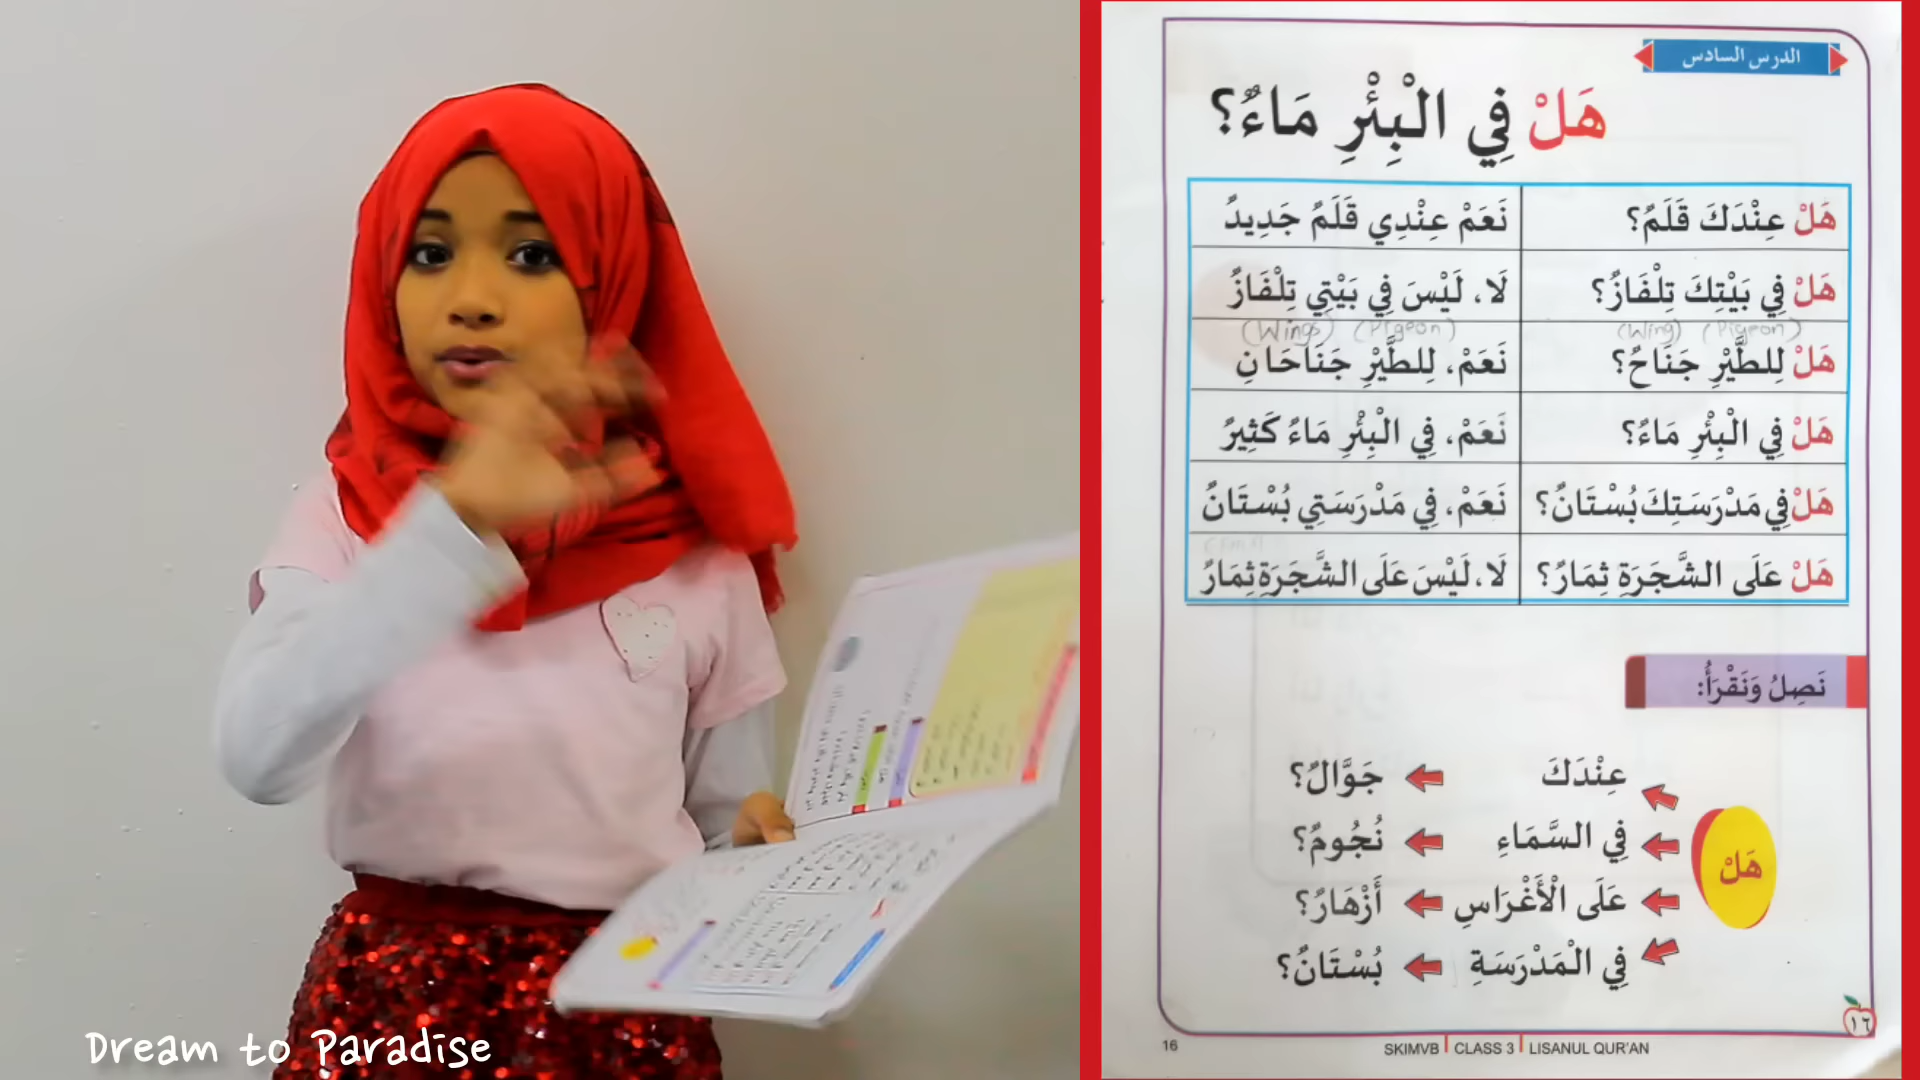 الدرس السادس
هَلْ فِي الْبِئْرِ مَاءٌ؟
هَلْ عِنْدَكَ قَلَمٌ؟ نَعَمْ عِنْدِي قَلَمٌ جَدِيدٌ
هَلْ فِي بَيْتِكَ تِلْفَازٌ؟ لَا، لَيْسَ فِي بَيْتِي تِلْفَازٌ
(Wings) (Pigeon) (Wing) (Pigeon)
هَلْ لِلطَّيْرِ جَنَاحٌ؟ نَعَمْ، لِلطَّيْرِ جَنَاحَانِ
هَلْ فِي الْبِئْرِ مَاءٌ؟ نَعَمْ، فِي الْبِئْرِ مَاءٌ كَثِيرٌ
هَلْ فِي مَدْرَسَتِكَ بُسْتَانٌ؟ نَعَمْ، فِي مَدْرَسَتِي بُسْتَانٌ
هَلْ عَلَى الشَّجَرَةِ ثِمَارٌ؟ لَا، لَيْسَ عَلَى الشَّجَرَةِ ثِمَارٌ
نَصِلُ وَنَقْرَأُ:
هَلْ
عِنْدَكَ جَوَّالٌ؟
فِي السَّمَاءِ نُجُومٌ؟
عَلَى الْأَغْرَاسِ أَزْهَارٌ؟
فِي الْمَدْرَسَةِ بُسْتَانٌ؟
١٦
16 SKIMVB CLASS 3 LISANUL QUR'AN
Dream to Paradise